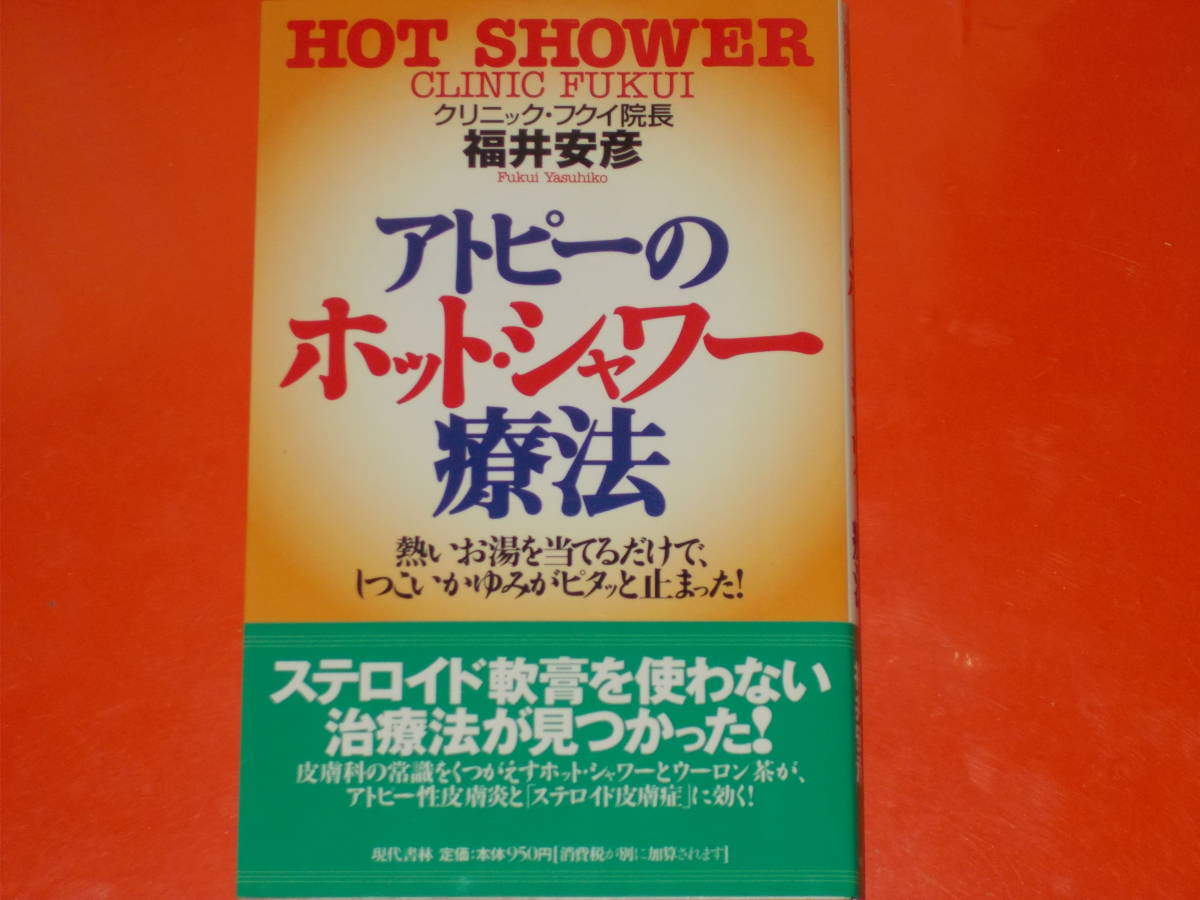 HOT SHOWER
CLINIC FUKUI
クリニック・フクイ院長
福井安彦
Fukui Yasuhiko
アトピーの
ホット・シャワー
療法
熱いお湯を当てるだけで、
しつこいかゆみがピタッと止まった!
ステロイド軟膏を使わない
治療法が見つかった!
皮膚科の常識をくつがえすホット・シャワーとウーロン茶が、
アトピー性皮膚炎と「ステロイド皮膚症」に効く!
現代書林 定価:本体950円[消費税が別に加算されます]